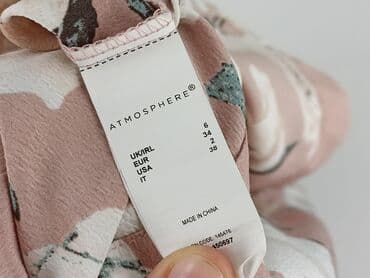 ATMOSPHERE®
UK/IRL 6
EUR 34
USA 2
IT 38
MADE IN CHINA